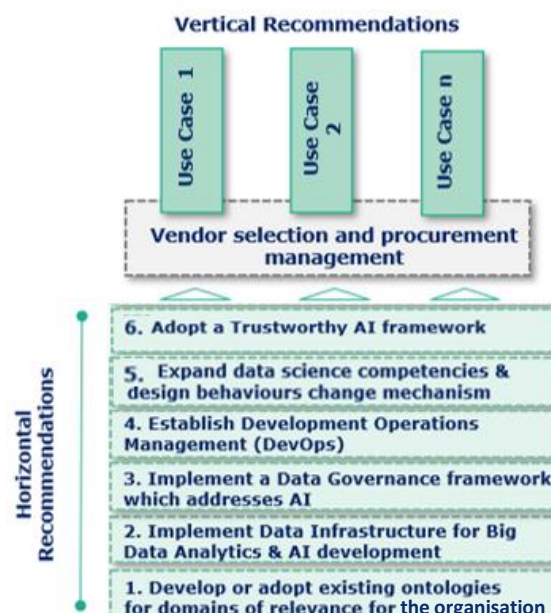 Vertical Recommendations
Use Case 1
Use Case
2
Use Case n
Vendor selection and procurement
management
Horizontal
Recommendations
6. Adopt a Trustworthy AI framework
5. Expand data science competencies &
design behaviours change mechanism
4. Establish Development Operations
Management (DevOps)
3. Implement a Data Governance framework
which addresses AI
2. Implement Data Infrastructure for Big
Data Analytics & AI development
1. Develop or adopt existing ontologies
for domains of relevance for the organisation